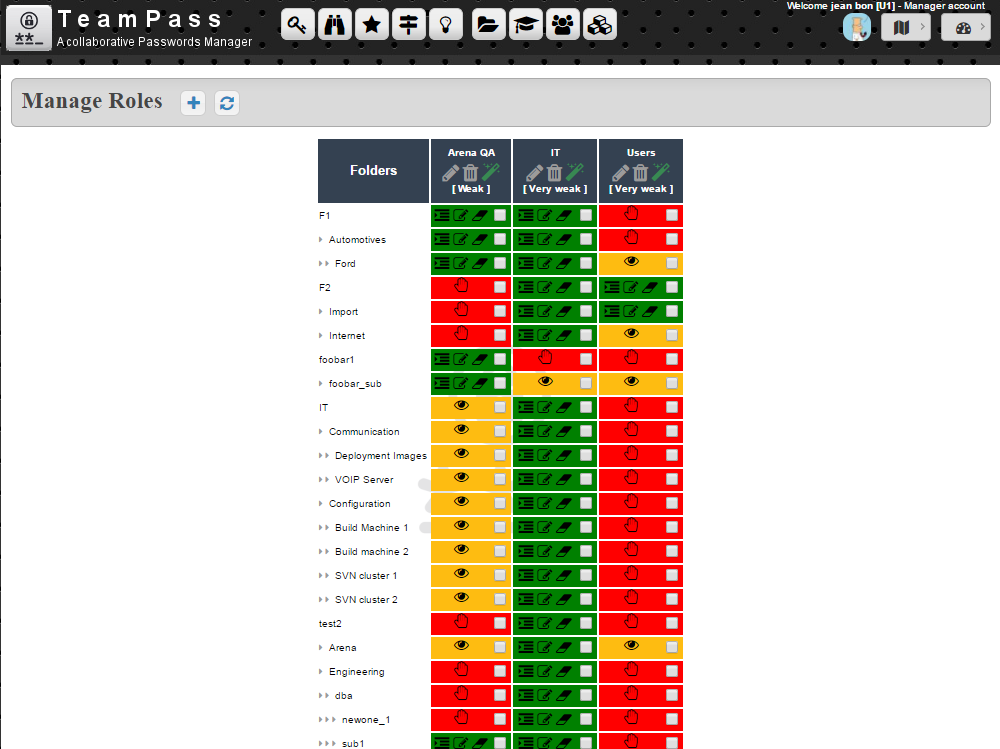 Welcome jean bon [U1] - Manager account
TeamPass
A collaborative Passwords Manager
**_
Manage Roles
Folders Arena QA IT Users
[ Weak ] [ Very weak ] [ Very weak ]
F1
Automotives
Ford
F2
Import
Internet
foobar1
foobar_sub
IT
Communication
Deployment Images
VOIP Server
Configuration
Build Machine 1
Build machine 2
SVN cluster 1
SVN cluster 2
test2
Arena
Engineering
dba
newone_1
sub1